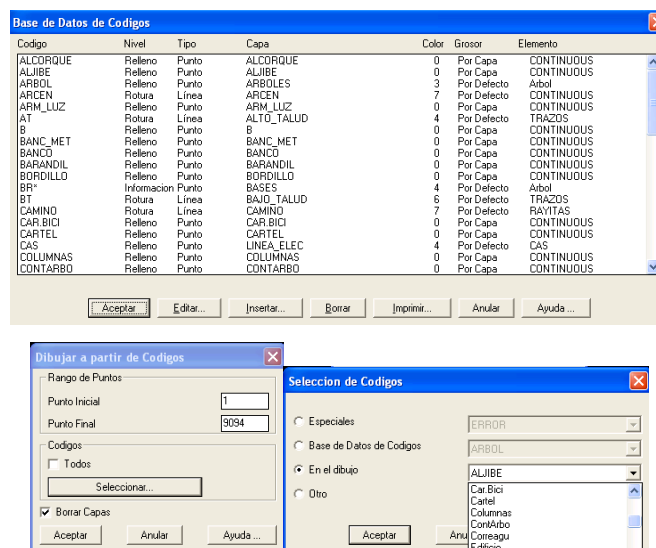 Base de Datos de Codigos
Codigo Nivel Tipo Capa Color Grosor Elemento
ALCORQUE Relleno Punto ALCORQUE 0 Por Capa CONTINUOUS
ALJIBE Relleno Punto ALJIBE 0 Por Capa CONTINUOUS
ARBOL Relleno Punto ARBOLES 3 Por Defecto Arbol
ARCEN Rotura Línea ARCEN 7 Por Defecto CONTINUOUS
ARM_LUZ Relleno Punto ARM_LUZ 0 Por Capa CONTINUOUS
AT Rotura Línea ALTO_TALUD 4 Por Defecto TRAZOS
B Relleno Punto B 0 Por Capa CONTINUOUS
BANC_MET Relleno Punto BANC_MET 0 Por Capa CONTINUOUS
BANCO Relleno Punto BANCO 0 Por Capa CONTINUOUS
BARANDIL Relleno Punto BARANDIL 0 Por Capa CONTINUOUS
BORDILLO Relleno Punto BORDILLO 0 Por Capa CONTINUOUS
BR* Informacion Punto BASES 4 Por Defecto Arbol
BT Rotura Línea BAJO_TALUD 6 Por Defecto TRAZOS
CAMINO Rotura Línea CAMINO 7 Por Defecto RAYITAS
CAR.BICI Relleno Punto CAR.BICI 0 Por Capa CONTINUOUS
CARTEL Relleno Punto CARTEL 0 Por Capa CONTINUOUS
CAS Relleno Punto LINEA_ELEC 4 Por Defecto CAS
COLUMNAS Relleno Punto COLUMNAS 0 Por Capa CONTINUOUS
CONTARBO Relleno Punto CONTARBO 0 Por Capa CONTINUOUS
Aceptar Editar... Insertar... Borrar Imprimir... Anular Ayuda ...
Dibujar a partir de Codigos
Rango de Puntos
Punto Inicial 1
Punto Final 9094
Codigos
Todos
Seleccionar...
Borrar Capas
Aceptar Anular Ayuda ...
Seleccion de Codigos
Especiales ERROR
Base de Datos de Codigos ARBOL
En el dibujo ALJIBE
Otro
Car.Bici
Cartel
Columnas
ContArbo
Correagu
Edificio
Aceptar Anu